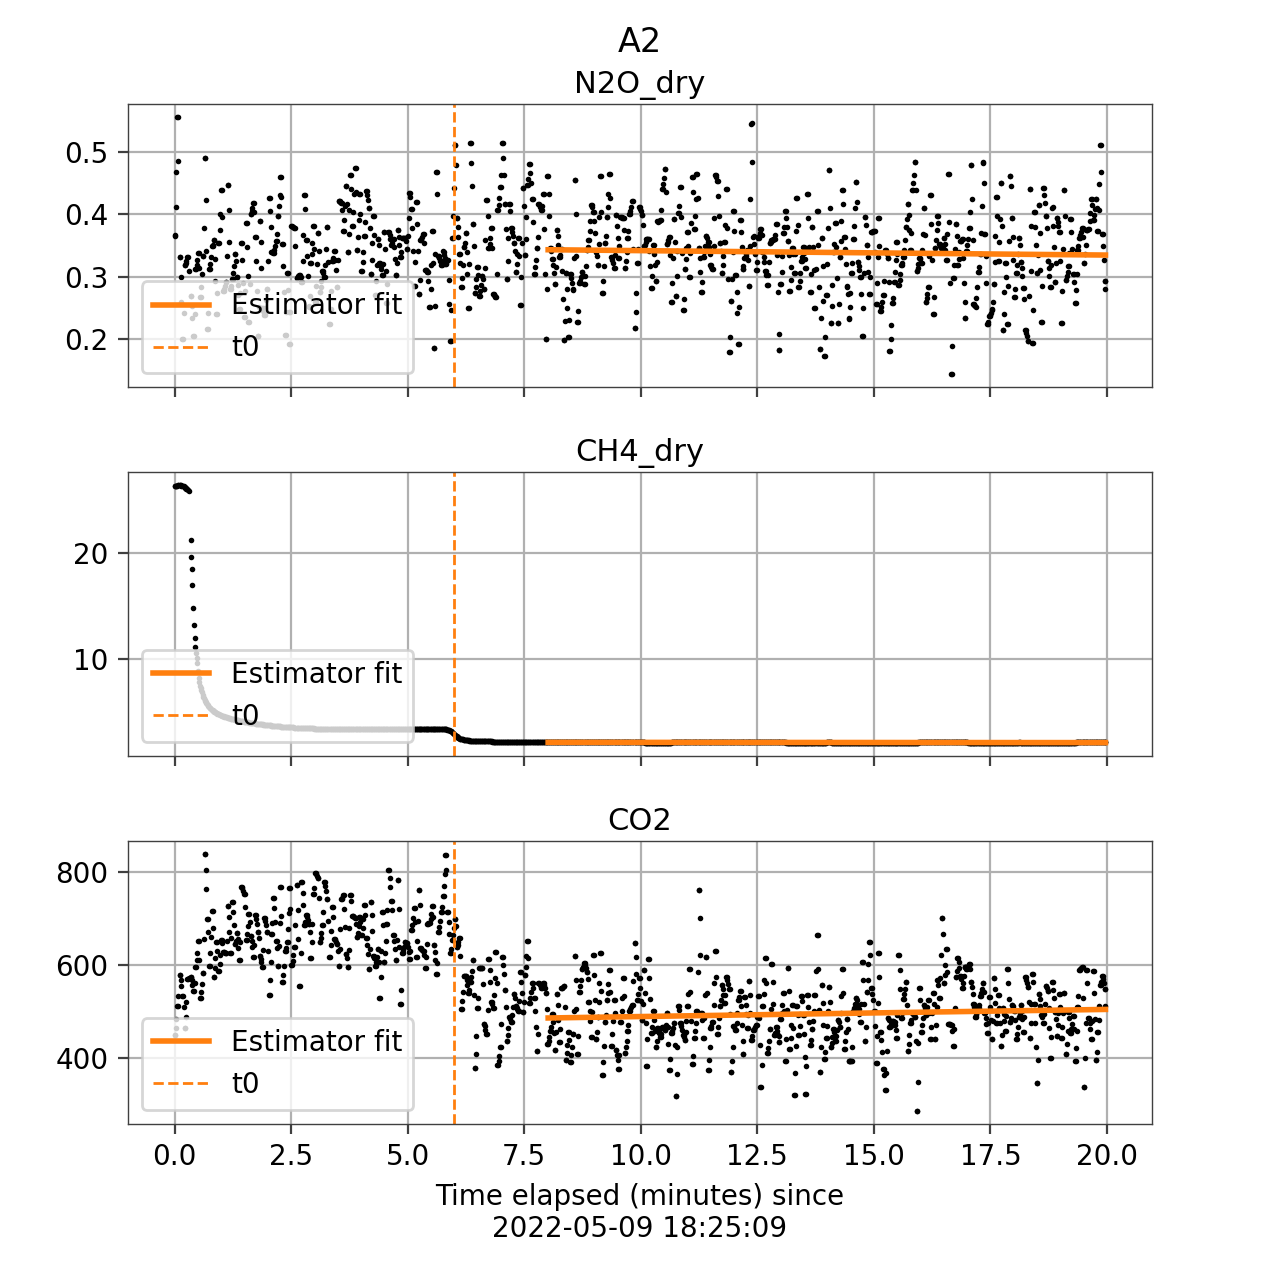 A2
N2O_dry
0.5
0.4
0.3
0.2
Estimator fit
t0
CH4_dry
20
10
Estimator fit
t0
CO2
800
600
400
Estimator fit
t0
0.0 2.5 5.0 7.5 10.0 12.5 15.0 17.5 20.0
Time elapsed (minutes) since
2022-05-09 18:25:09